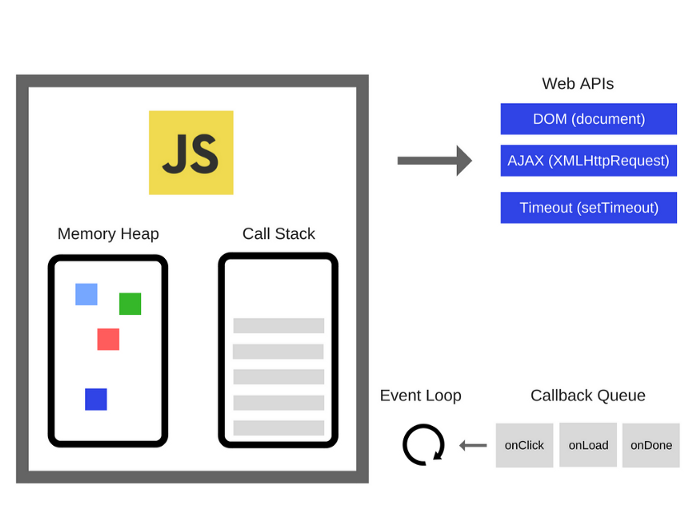 Web APIs
DOM (document)
JS
AJAX (XMLHttpRequest)
Timeout (setTimeout)
Memory Heap
Call Stack
Event Loop
Callback Queue
onClick
onLoad
onDone